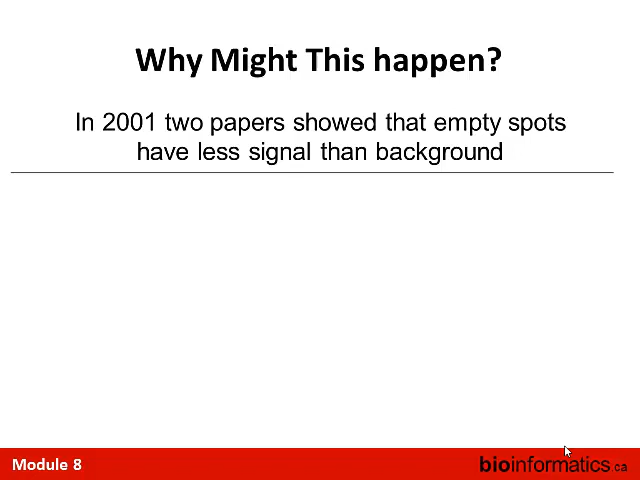 Why Might This happen?
In 2001 two papers showed that empty spots
have less signal than background
Module 8
bioinformatics.ca